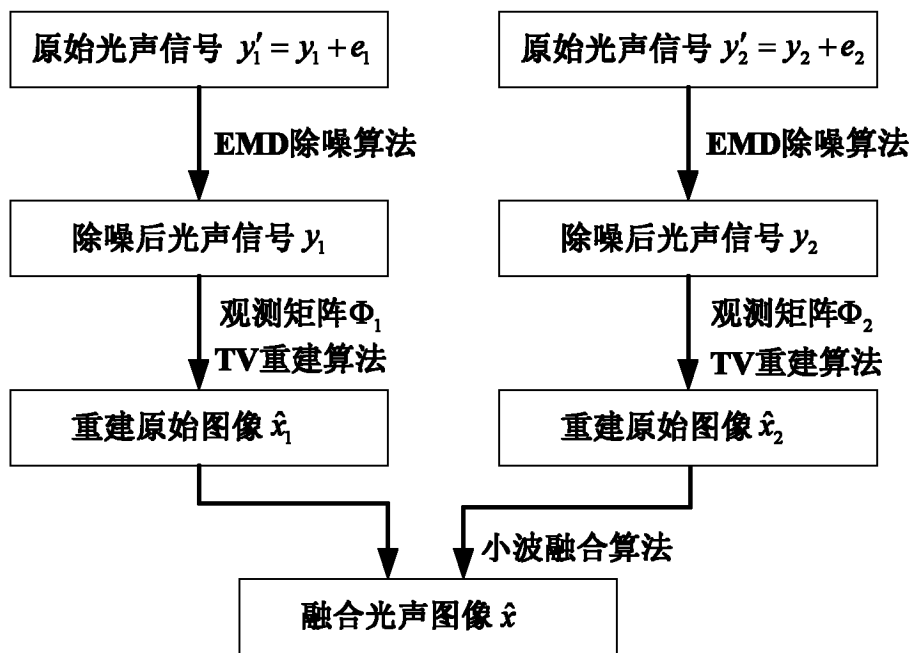 原始光声信号 y₁′ = y₁ + e₁
原始光声信号 y₂′ = y₂ + e₂
EMD除噪算法
EMD除噪算法
除噪后光声信号 y₁
除噪后光声信号 y₂
观测矩阵Φ₁
TV重建算法
观测矩阵Φ₂
TV重建算法
重建原始图像 x̂₁
重建原始图像 x̂₂
小波融合算法
融合光声图像 x̂